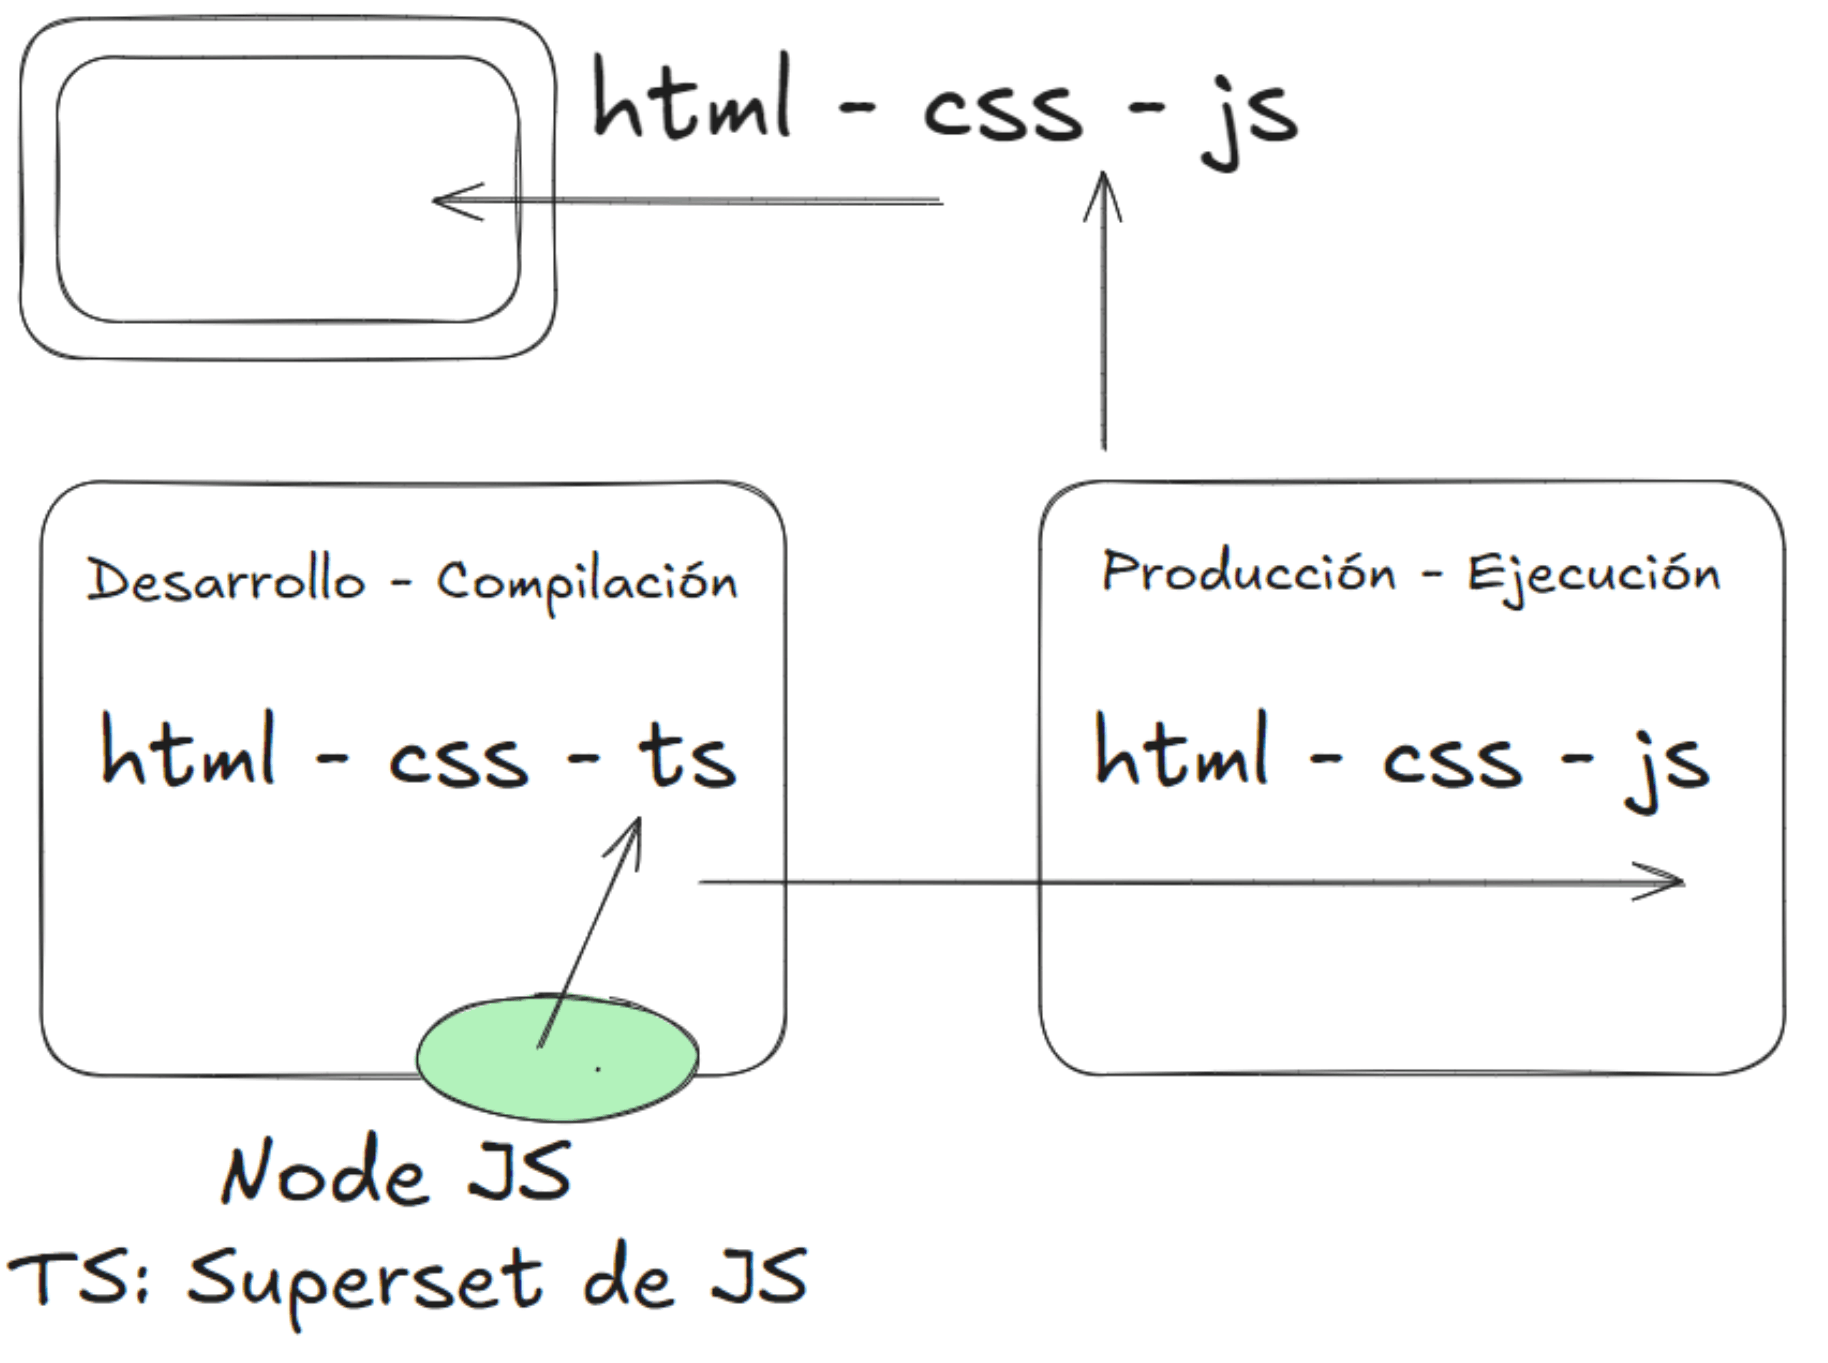 html - css - js
Desarrollo - Compilación
html - css - ts
Producción - Ejecución
html - css - js
Node JS
TS: Superset de JS